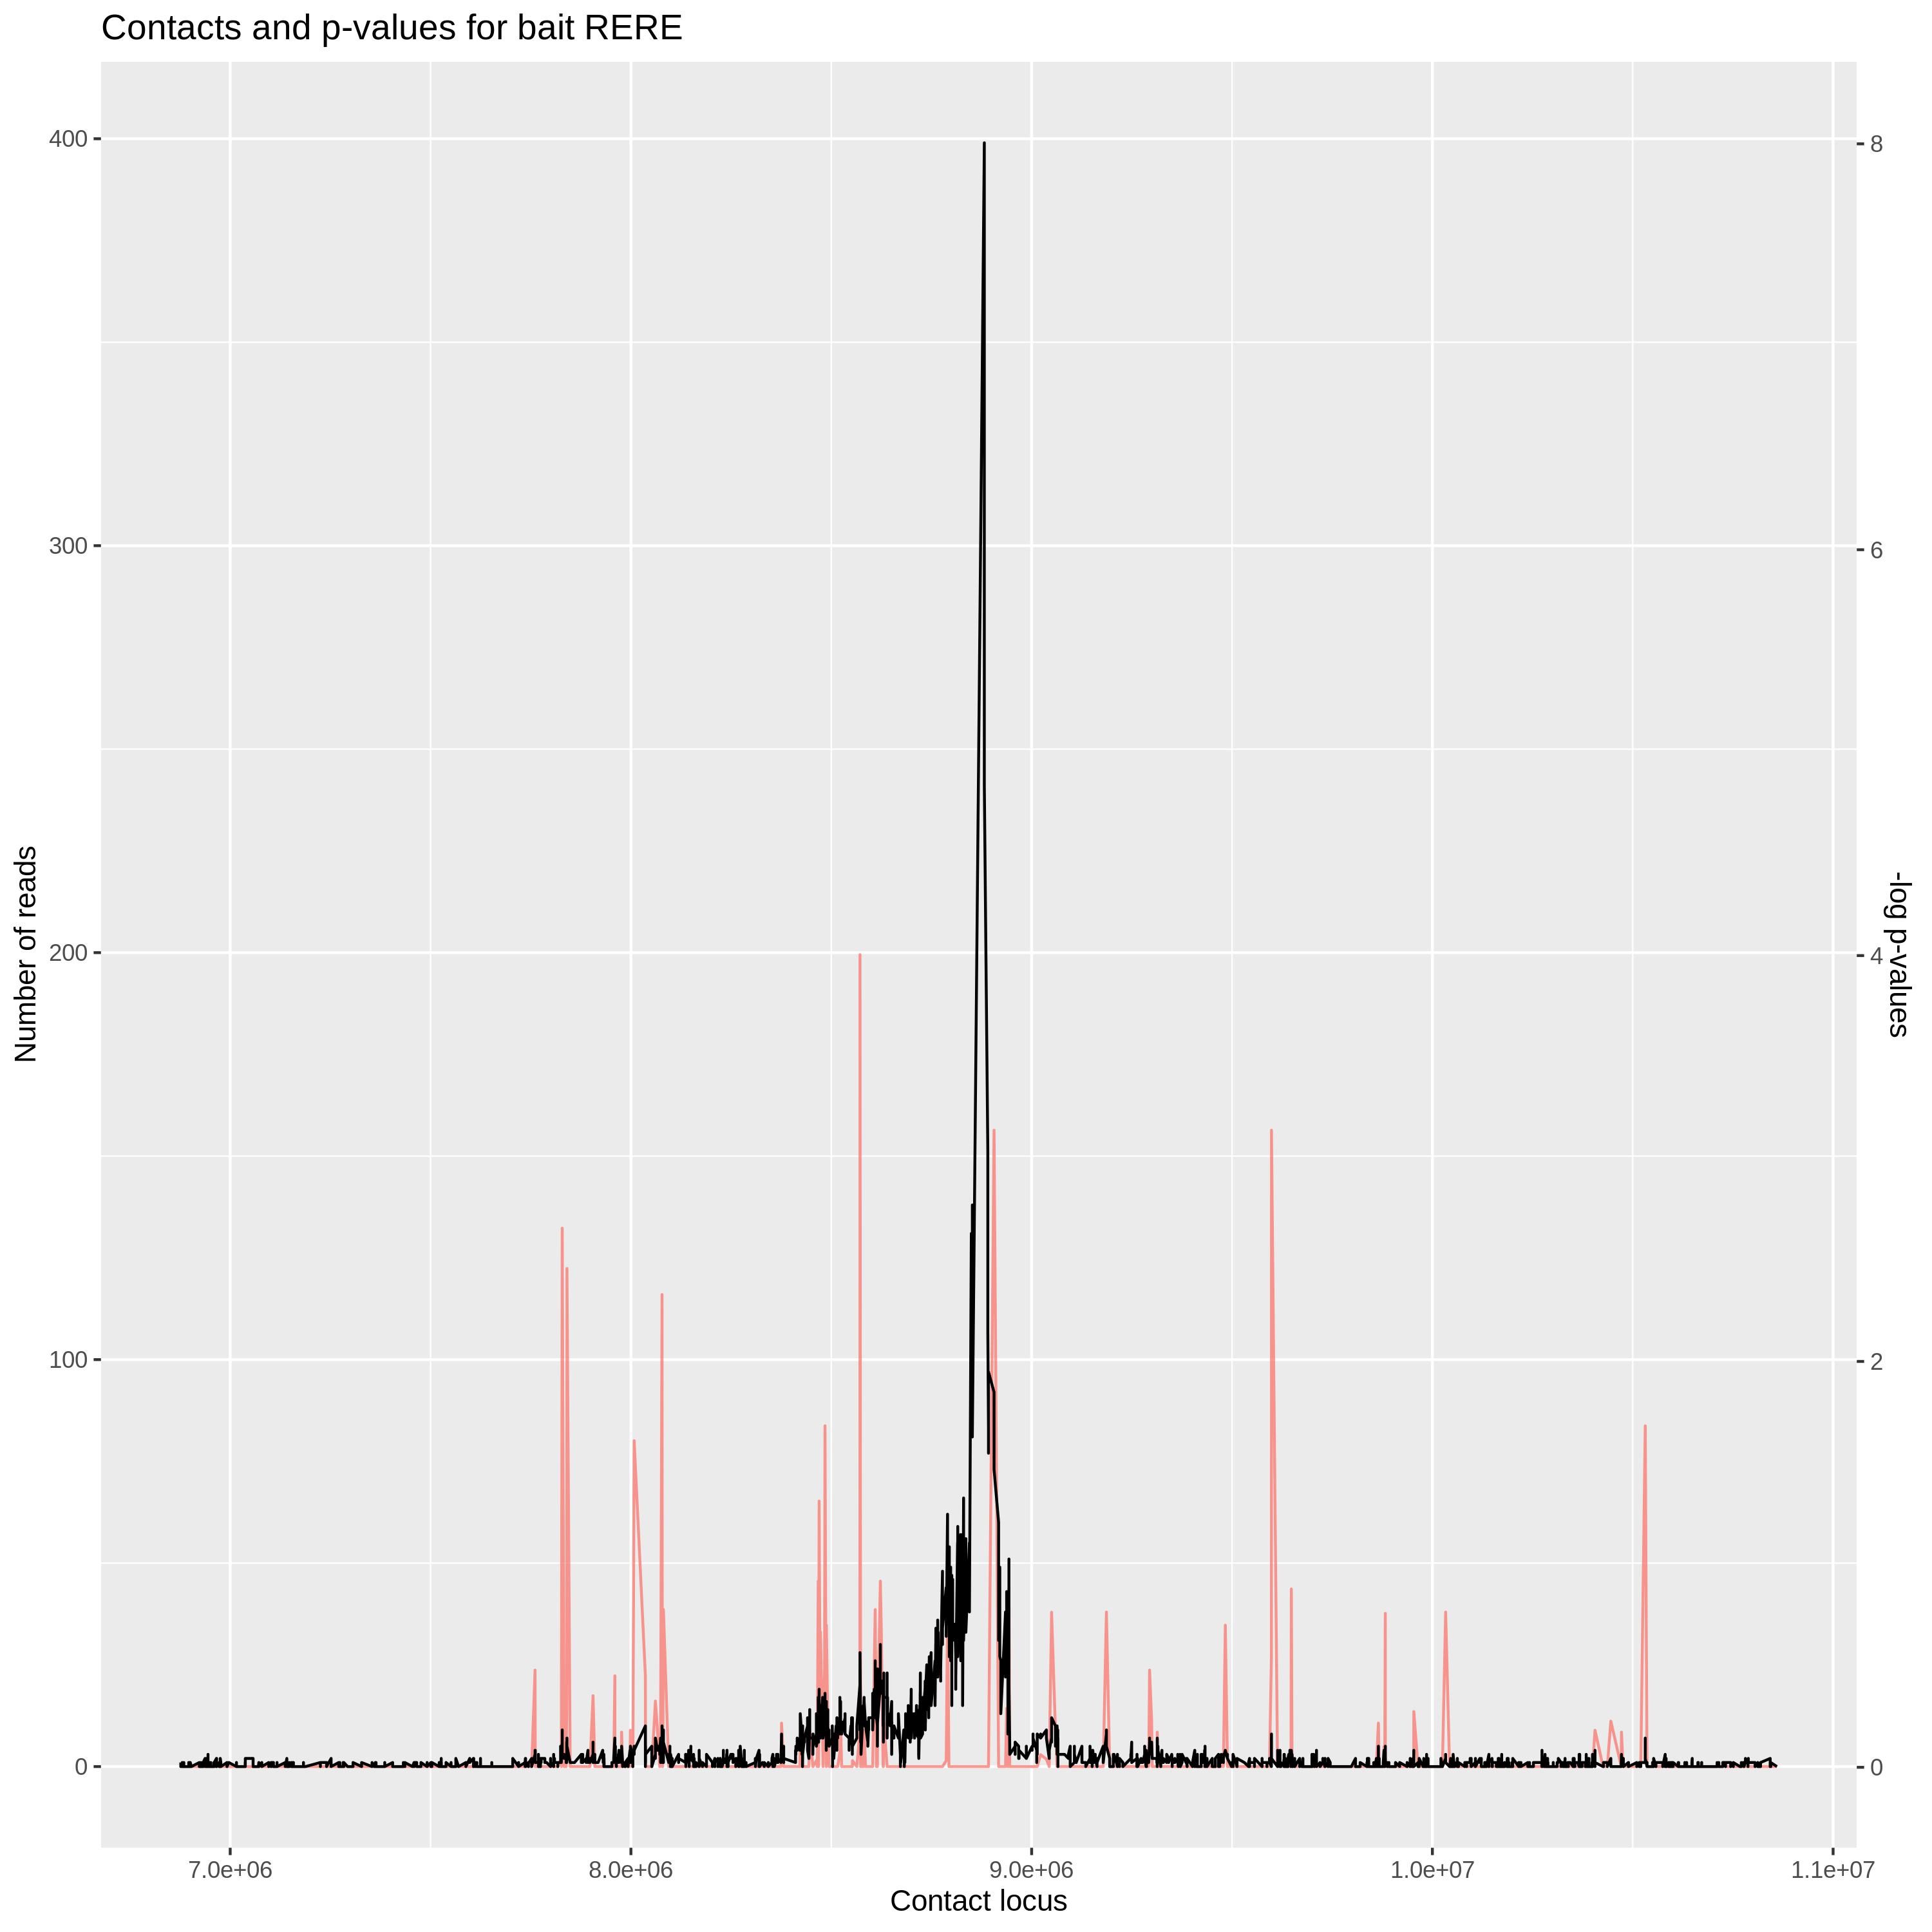 Contacts and p-values for bait RERE
400
300
200
100
0
Number of reads
8
6
4
2
0
-log p-values
7.0e+06
8.0e+06
9.0e+06
1.0e+07
1.1e+07
Contact locus